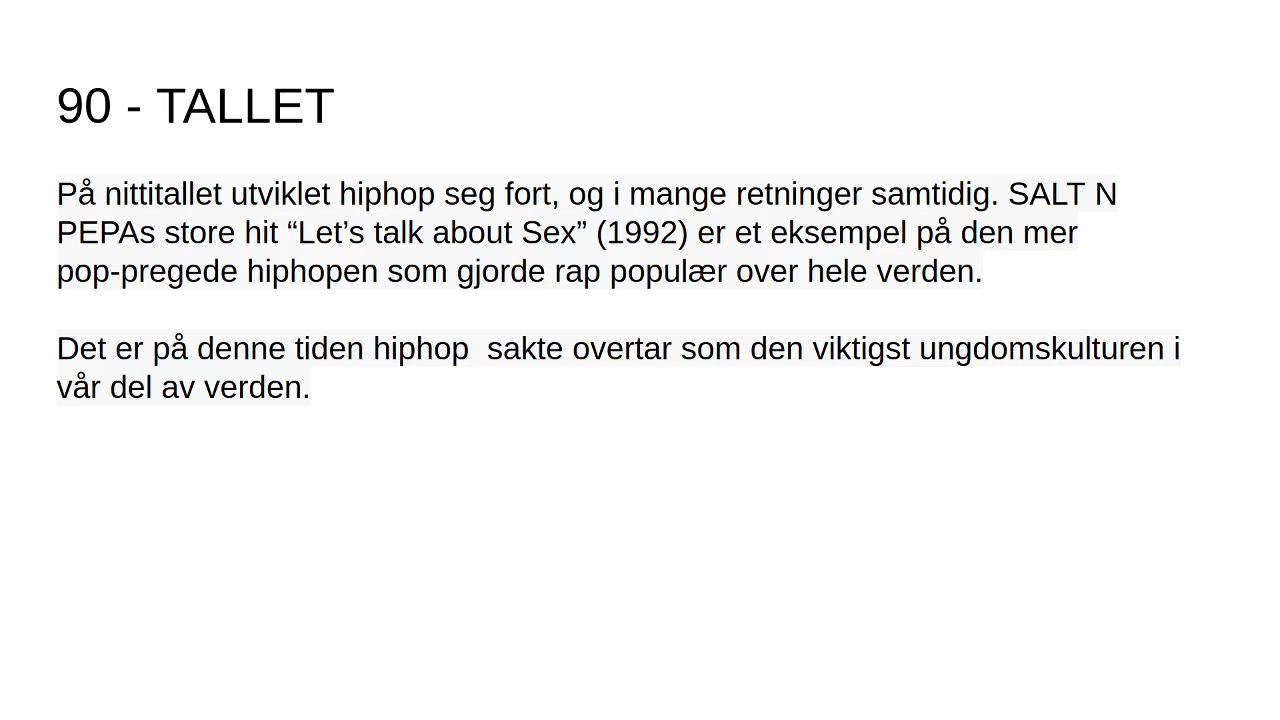 90 - TALLET
På nittitallet utviklet hiphop seg fort, og i mange retninger samtidig. SALT N
PEPAs store hit “Let’s talk about Sex” (1992) er et eksempel på den mer
pop-pregede hiphopen som gjorde rap populær over hele verden.
Det er på denne tiden hiphop  sakte overtar som den viktigst ungdomskulturen i
vår del av verden.